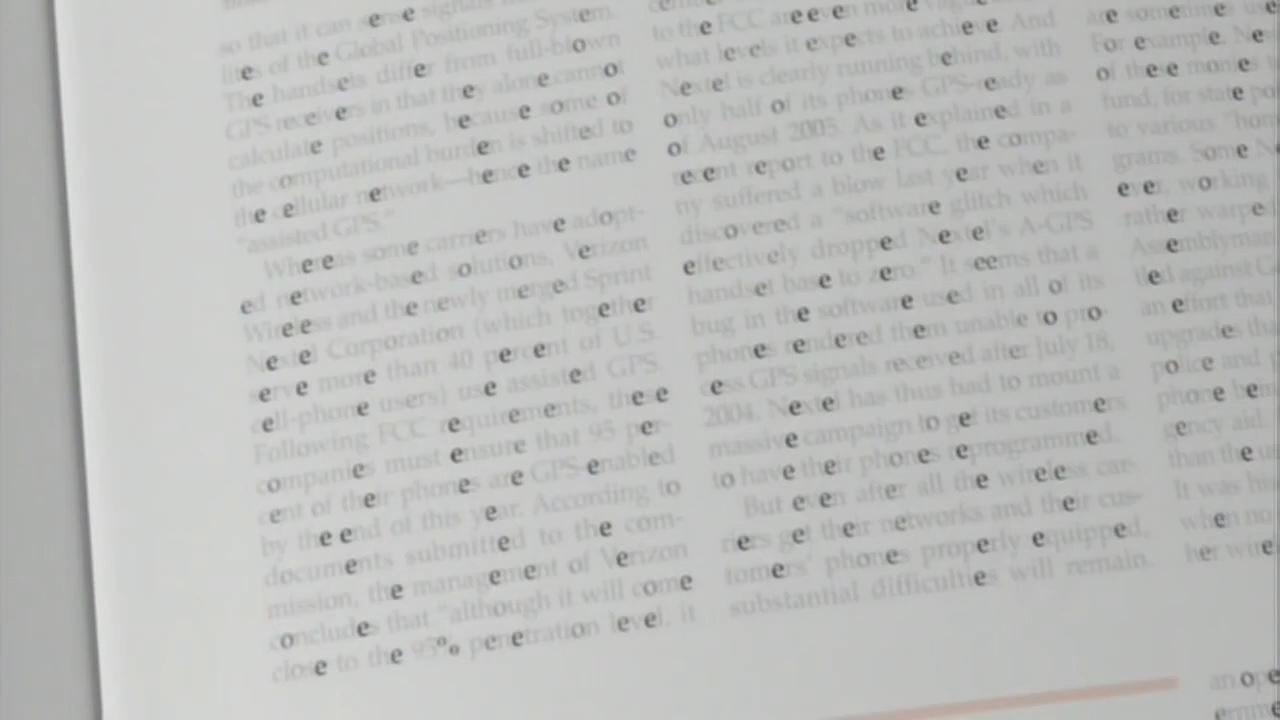 so that it can sense signals
lites of the Global Positioning System.
The handsets differ from full-blown
GPS receivers in that they alone cannot
calculate positions, because some of
the computational burden is shifted to
the cellular network—hence the name
"assisted GPS."
Whereas some carriers have adopt-
ed network-based solutions, Verizon
Wireless and the newly merged Sprint
Nextel Corporation (which together
serve more than 40 percent of U.S.
cell-phone users) use assisted GPS.
Following FCC requirements, these
companies must ensure that 95 per-
cent of their phones are GPS-enabled
by the end of this year. According to
documents submitted to the com-
mission, the management of Verizon
concludes that "although it will come
close to the 95% penetration level, it
to the FCC are even more
what levels it expects to achieve. And
Nextel is clearly running behind, with
only half of its phones GPS-ready as
of August 2005. As it explained in a
recent report to the FCC, the compa-
ny suffered a blow last year when it
discovered a "software glitch which
effectively dropped Nextel's A-GPS
handset base to zero." It seems that a
bug in the software used in all of its
phones rendered them unable to pro-
cess GPS signals received after July 18,
2004. Nextel has thus had to mount a
massive campaign to get its customers
to have their phones reprogrammed.
But even after all the wireless car-
riers get their networks and their cus-
tomers' phones properly equipped,
substantial difficulties will remain.
are sometimes
For example,
of these monies
fund, for state
to various
grams. Some
ever, working
rather warped
Assemblyman
tled against
an effort that
upgrades
police and
phone
gency aid.
than the
It was
when no
her
an